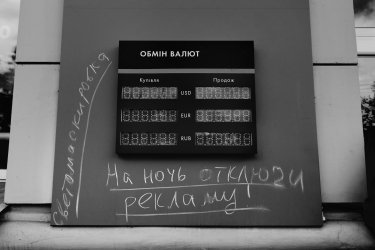 ОБМІН ВАЛЮТ
Купівля Продаж
USD
EUR
RUB
светомаскировка
На ночь отключи
рекламу!